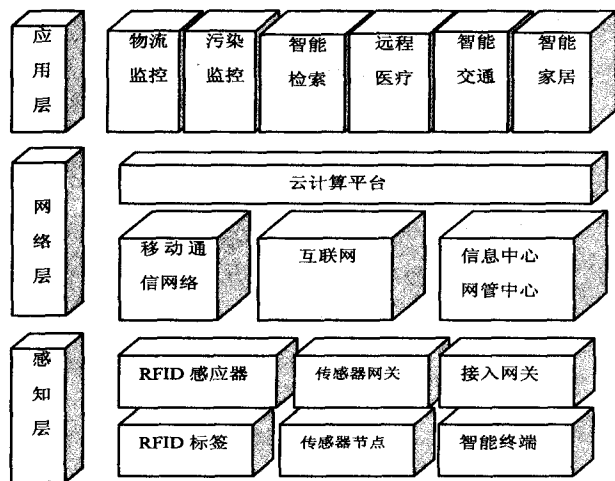 应用层
物流监控
污染监控
智能检索
远程医疗
智能交通
智能家居
网络层
云计算平台
移动通信网络
互联网
信息中心
网管中心
感知层
RFID 感应器
传感器网关
接入网关
RFID 标签
传感器节点
智能终端